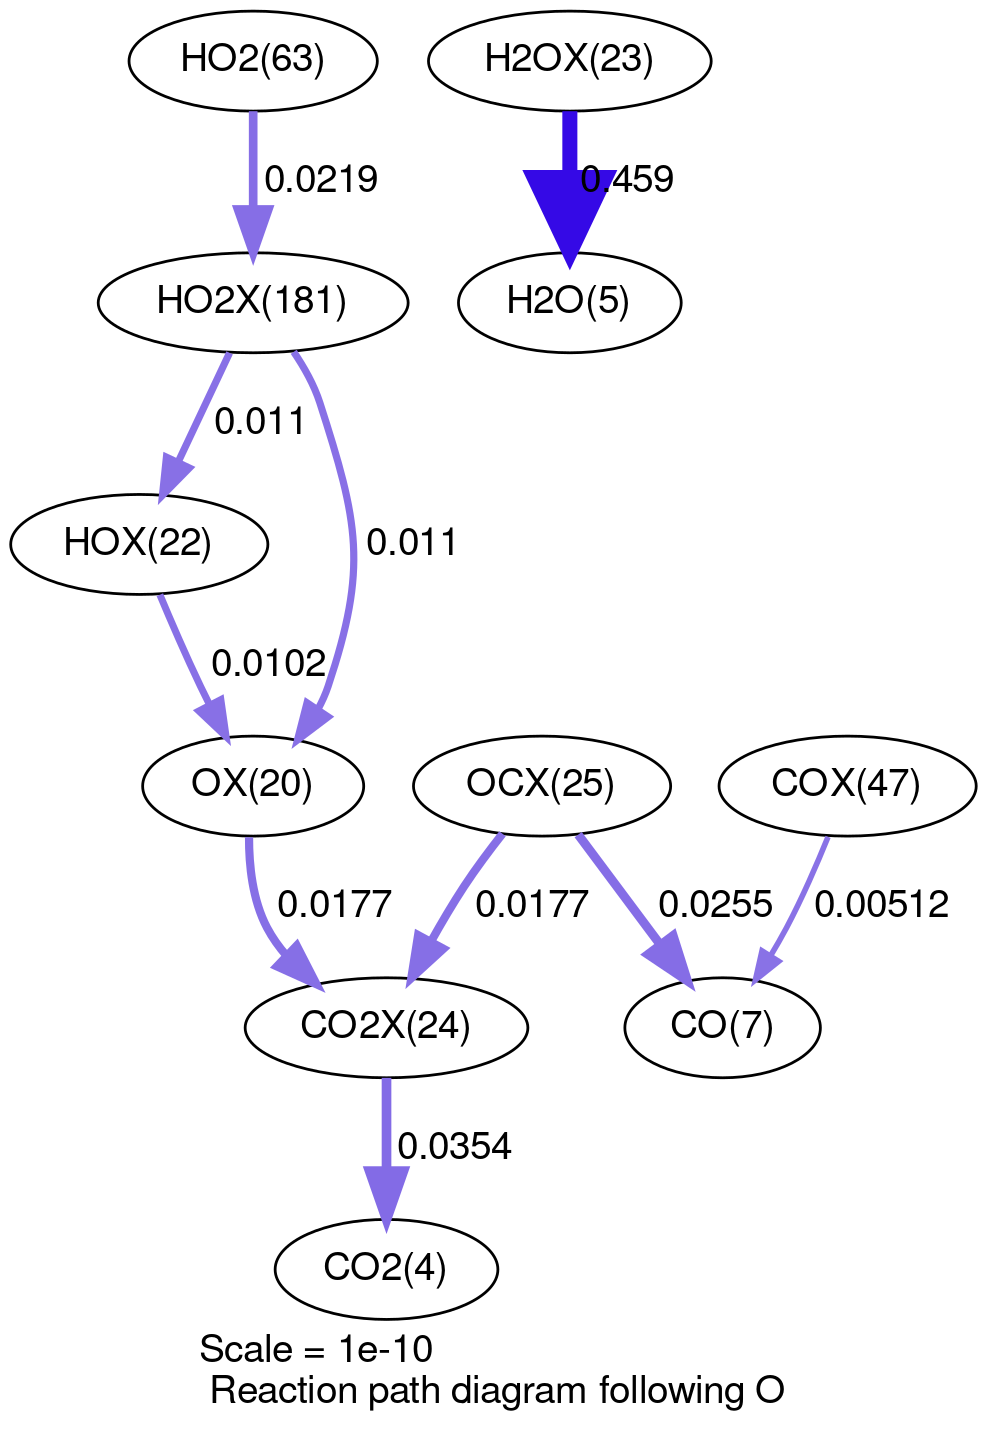 HO2(63)
H2OX(23)
0.0219
0.459
HO2X(181)
H2O(5)
0.011
HOX(22)
0.011
0.0102
OX(20)
OCX(25)
COX(47)
0.0177
0.0177
0.0255
0.00512
CO2X(24)
CO(7)
0.0354
CO2(4)
Scale = 1e-10
Reaction path diagram following O